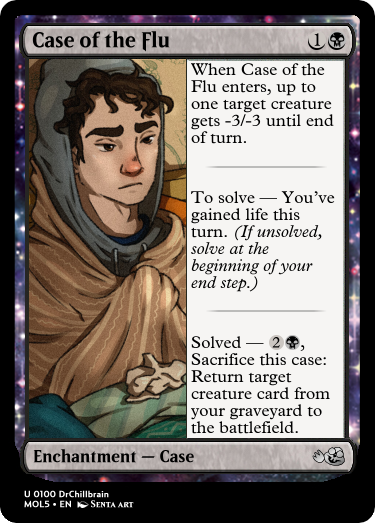 Case of the Flu 1
When Case of the
Flu enters, up to
one target creature
gets -3/-3 until end
of turn.
To solve — You've
gained life this
turn. (If unsolved,
solve at the
beginning of your
end step.)
Solved — 2 ,
Sacrifice this case:
Return target
creature card from
your graveyard to
the battlefield.
Enchantment — Case
U 0100 DrChillbrain
MOL5 • EN Senta Art